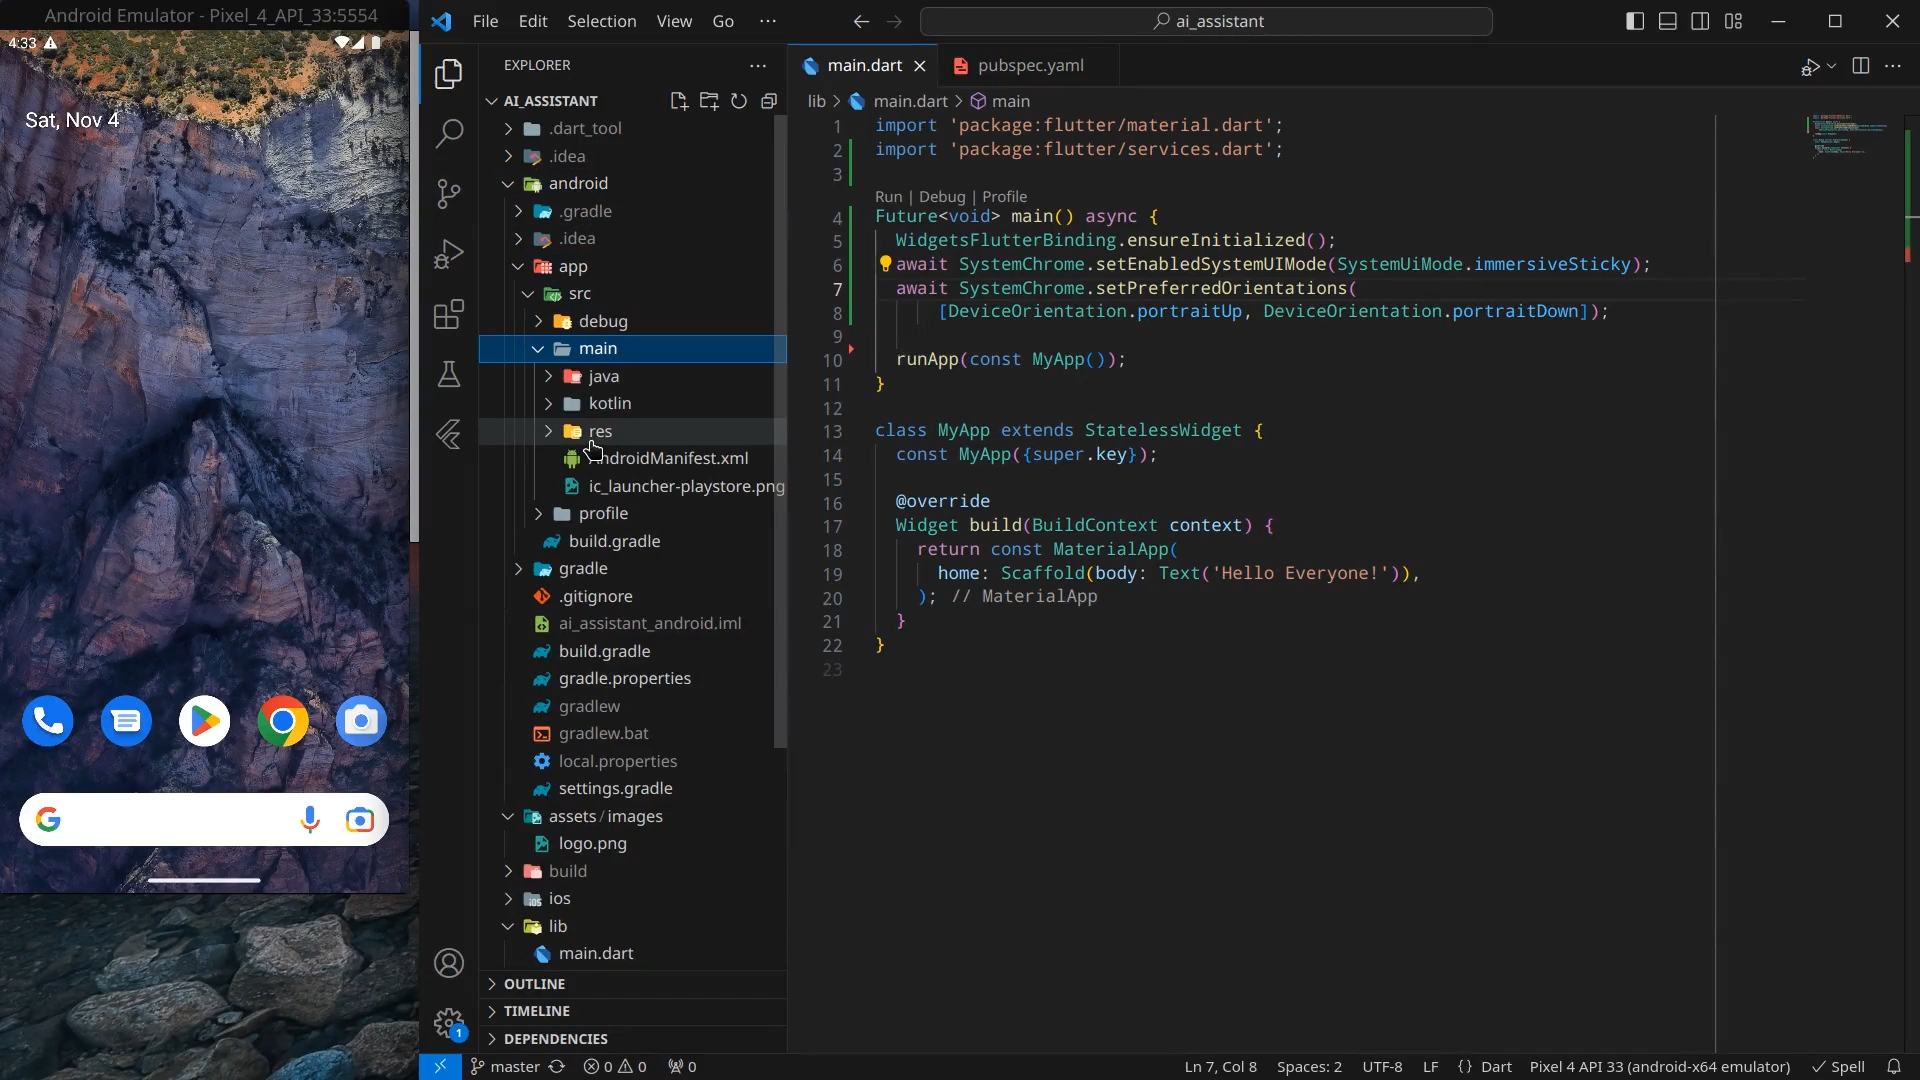 Android Emulator - Pixel_4_API_33:5554
4:33
Sat, Nov 4
File Edit Selection View Go ···
ai_assistant
EXPLORER
AI_ASSISTANT
.dart_tool
.idea
android
.gradle
.idea
app
src
debug
main
java
kotlin
res
AndroidManifest.xml
ic_launcher-playstore.png
profile
build.gradle
gradle
.gitignore
ai_assistant_android.iml
build.gradle
gradle.properties
gradlew
gradlew.bat
local.properties
settings.gradle
assets / images
logo.png
build
ios
lib
main.dart
OUTLINE
TIMELINE
DEPENDENCIES
1
main.dart
pubspec.yaml
lib > main.dart > main
1 import 'package:flutter/material.dart';
2 import 'package:flutter/services.dart';
3
Run | Debug | Profile
4 Future<void> main() async {
5 WidgetsFlutterBinding.ensureInitialized();
6 await SystemChrome.setEnabledSystemUIMode(SystemUiMode.immersiveSticky);
7 await SystemChrome.setPreferredOrientations(
8 [DeviceOrientation.portraitUp, DeviceOrientation.portraitDown]);
9
10 runApp(const MyApp());
11 }
12
13 class MyApp extends StatelessWidget {
14 const MyApp({super.key});
15
16 @override
17 Widget build(BuildContext context) {
18 return const MaterialApp(
19 home: Scaffold(body: Text('Hello Everyone!')),
20 ); // MaterialApp
21 }
22 }
23
master 0 0 0
Ln 7, Col 8 Spaces: 2 UTF-8 LF {} Dart Pixel 4 API 33 (android-x64 emulator) Spell